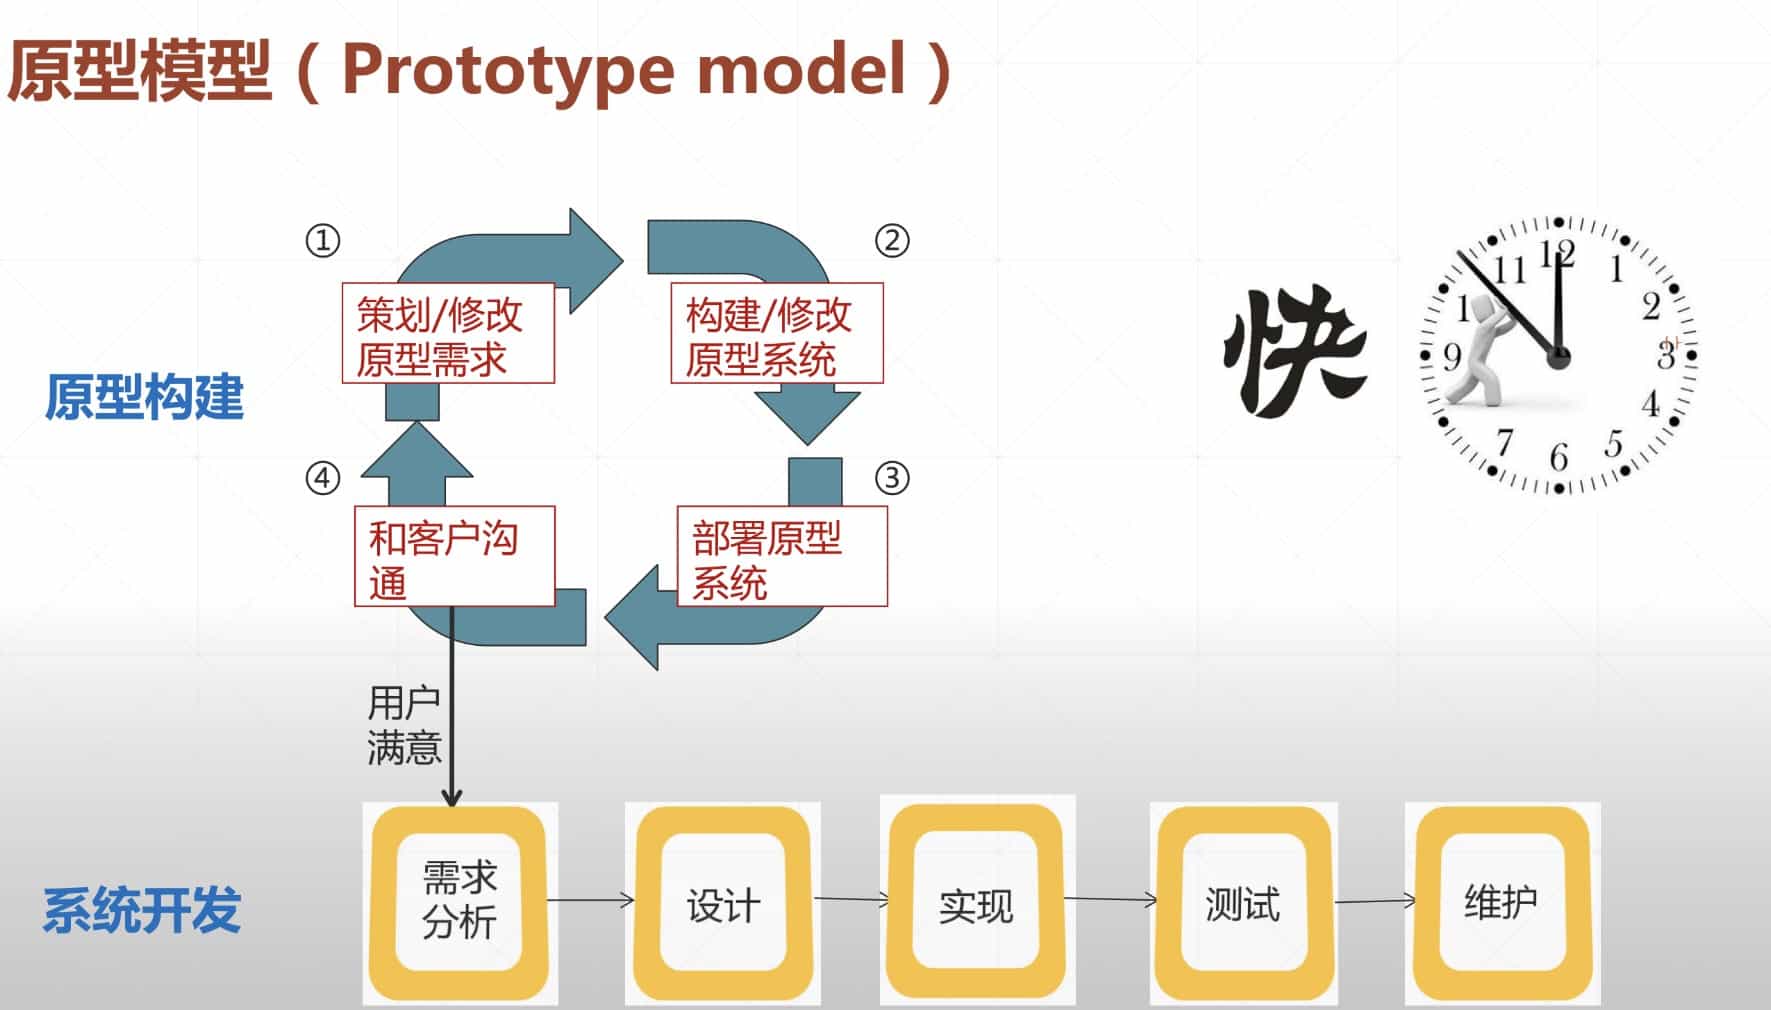 原型模型（Prototype model）
①
②
策划/修改
原型需求
构建/修改
原型系统
原型构建
④
③
和客户沟
通
部署原型
系统
快
12
1
2
3
4
5
6
7
9
1
11
用户
满意
系统开发
需求
分析
设计
实现
测试
维护